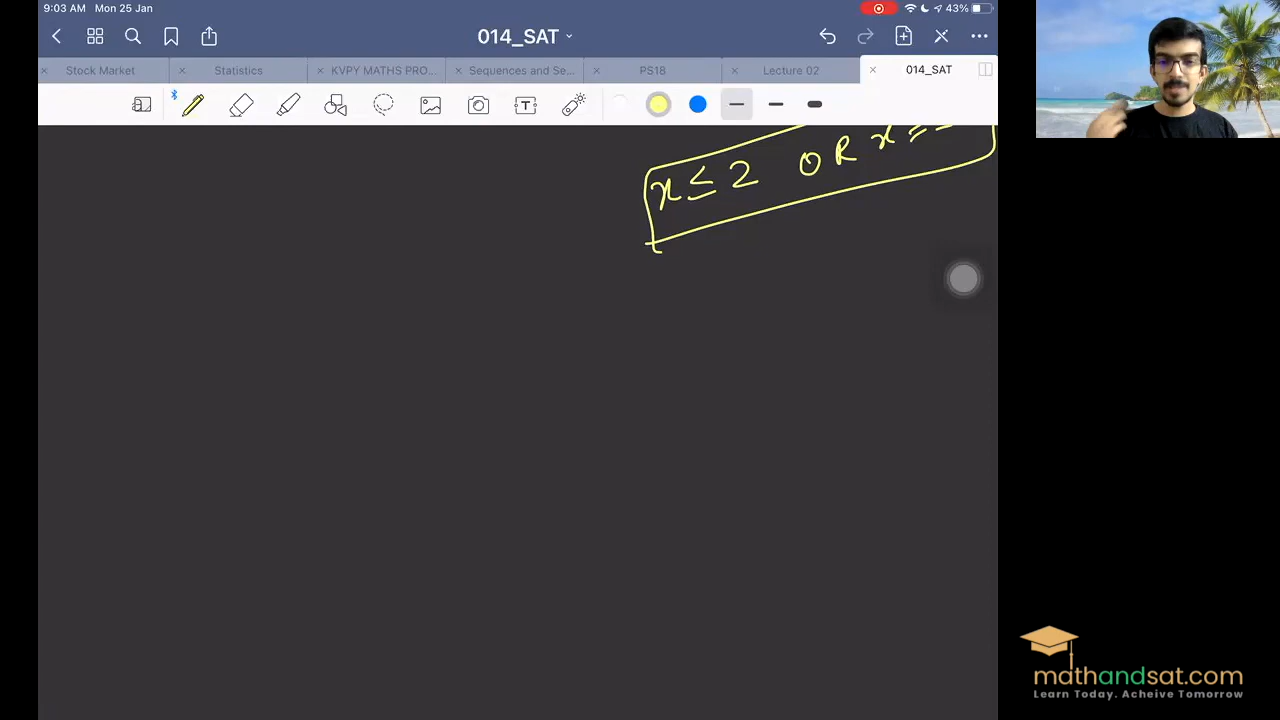 9:03 AM Mon 25 Jan
43%
014_SAT
Stock Market
Statistics
KVPY MATHS PRO...
Sequences and Se...
PS18
Lecture 02
014_SAT
T
x ≤ 2 OR x
mathandsat.com
Learn Today. Acheive Tomorrow